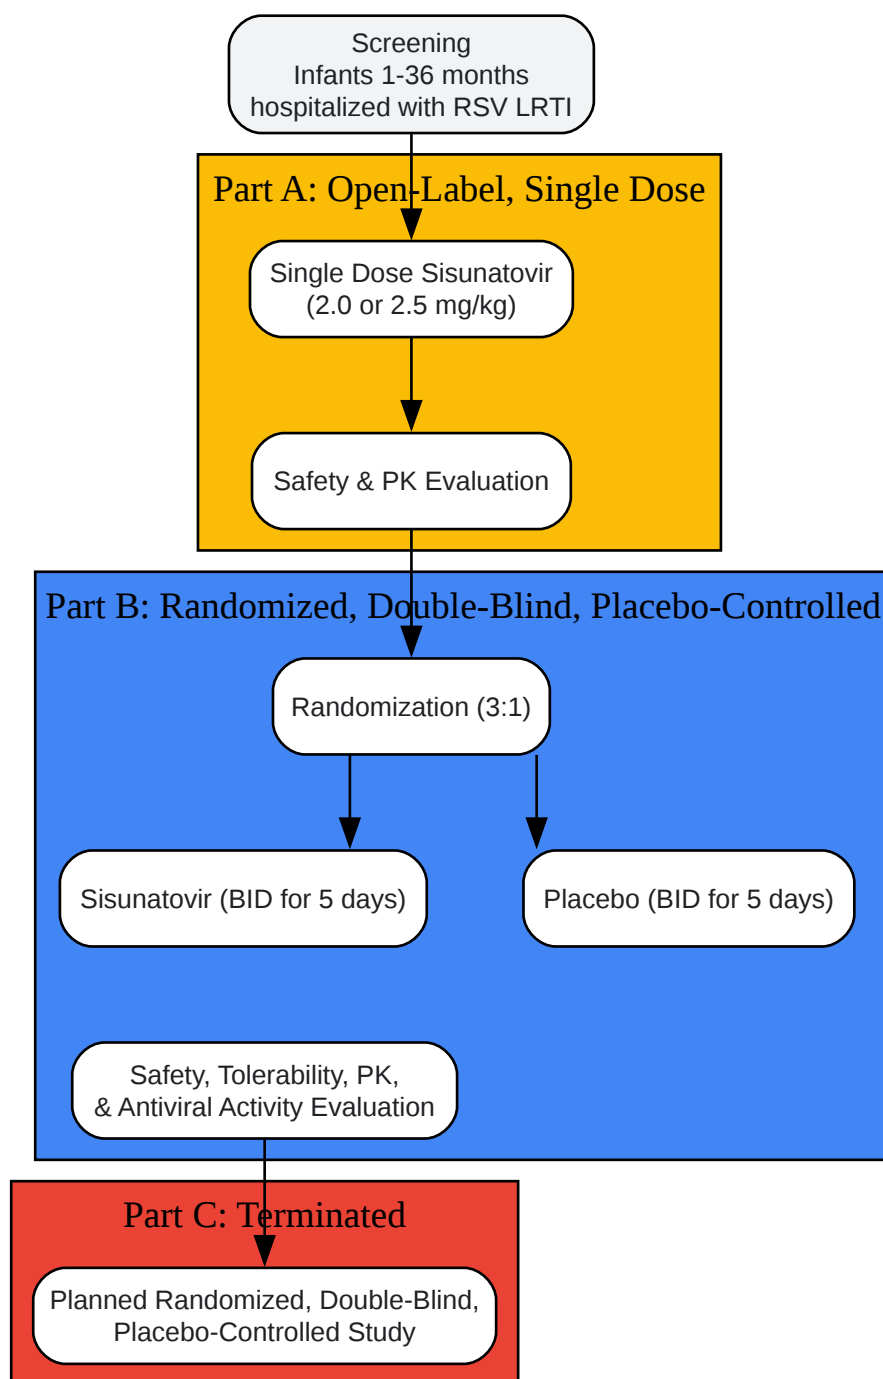 Screening
Infants 1-36 months
hospitalized with RSV LRTI
Part A: Open-Label, Single Dose
Single Dose Sisunatovir
(2.0 or 2.5 mg/kg)
Safety & PK Evaluation
Part B: Randomized, Double-Blind, Placebo-Controlled
Randomization (3:1)
Sisunatovir (BID for 5 days)
Placebo (BID for 5 days)
Safety, Tolerability, PK,
& Antiviral Activity Evaluation
Part C: Terminated
Planned Randomized, Double-Blind,
Placebo-Controlled Study